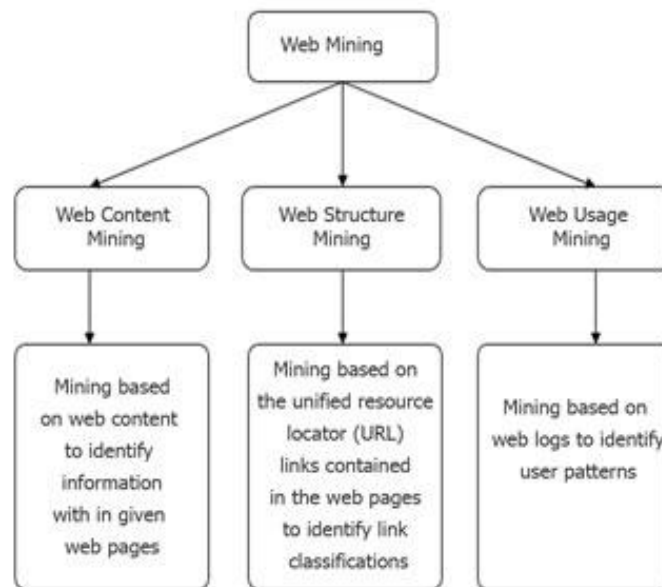 Web Mining
Web Content
Mining
Web Structure
Mining
Web Usage
Mining
Mining based
on web content
to identify
information
with in given
web pages
Mining based on
the unified resource
locator (URL)
links contained
in the web pages
to identify link
classifications
Mining based on
web logs to identify
user patterns